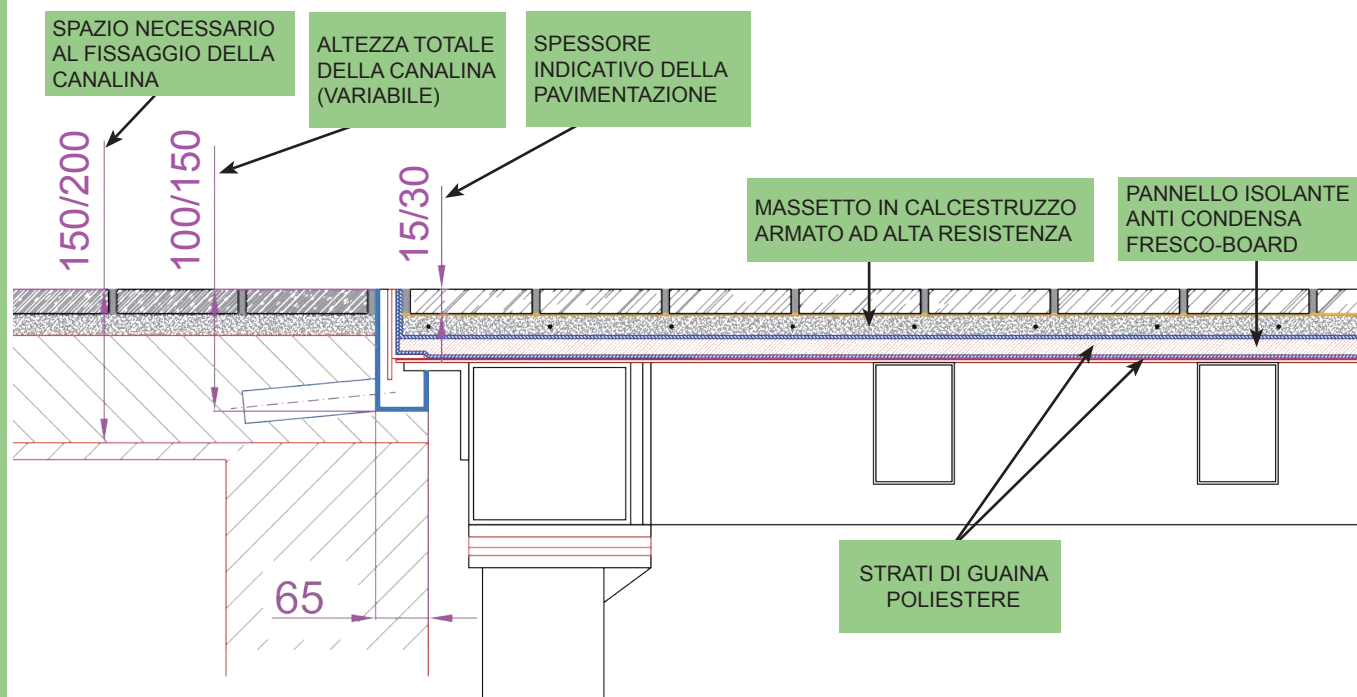 SPAZIO NECESSARIO
AL FISSAGGIO DELLA
CANALINA
ALTEZZA TOTALE
DELLA CANALINA
(VARIABILE)
SPESSORE
INDICATIVO DELLA
PAVIMENTAZIONE
150/200
100/150
15/30
MASSETTO IN CALCESTRUZZO
ARMATO AD ALTA RESISTENZA
PANNELLO ISOLANTE
ANTI CONDENSA
FRESCO-BOARD
STRATI DI GUAINA
POLIESTERE
65